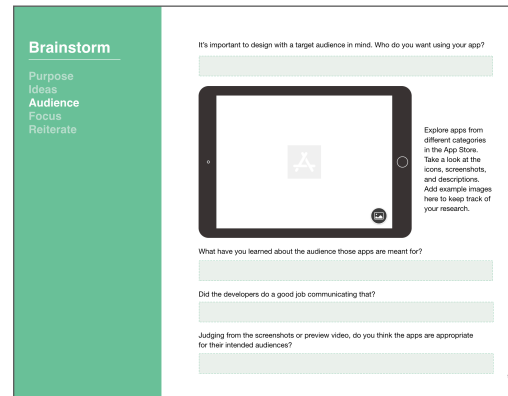 Brainstorm
Purpose
Ideas
Audience
Focus
Reiterate
It's important to design with a target audience in mind. Who do you want using your app?
Explore apps from
different categories
in the App Store.
Take a look at the
icons, screenshots,
and descriptions.
Add example images
here to keep track of
your research.
What have you learned about the audience those apps are meant for?
Did the developers do a good job communicating that?
Judging from the screenshots or preview video, do you think the apps are appropriate
for their intended audiences?